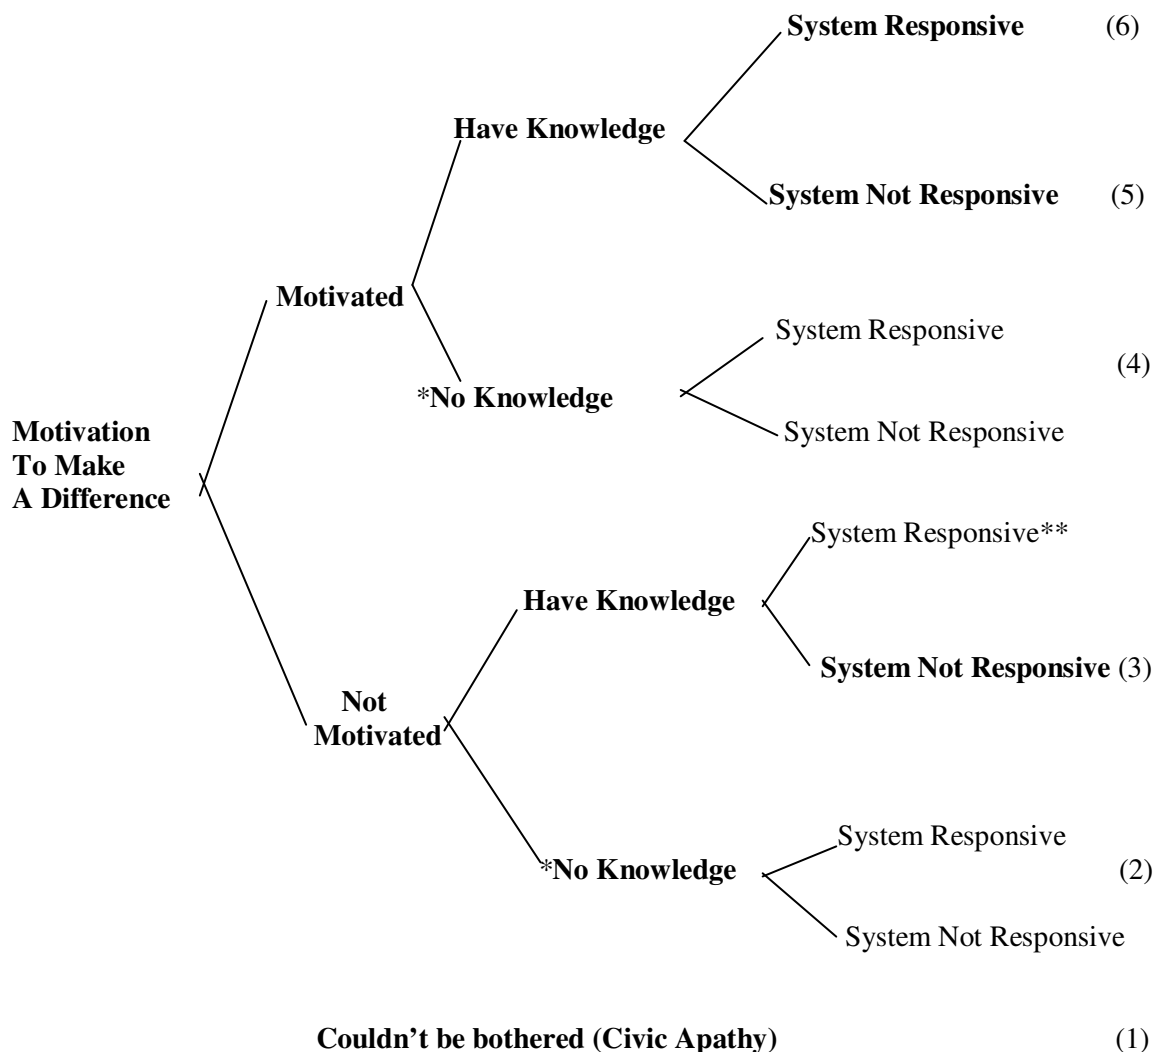 System Responsive (6)
Have Knowledge
System Not Responsive (5)
Motivated
System Responsive
(4)
*No Knowledge
System Not Responsive
Motivation
To Make
A Difference
System Responsive**
Have Knowledge
System Not Responsive (3)
Not
Motivated
System Responsive
*No Knowledge (2)
System Not Responsive
Couldn't be bothered (Civic Apathy) (1)